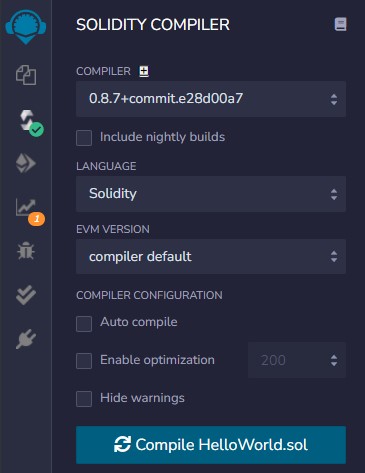 SOLIDITY COMPILER
COMPILER
0.8.7+commit.e28d00a7
Include nightly builds
LANGUAGE
Solidity
EVM VERSION
compiler default
1
COMPILER CONFIGURATION
Auto compile
Enable optimization 200
Hide warnings
Compile HelloWorld.sol